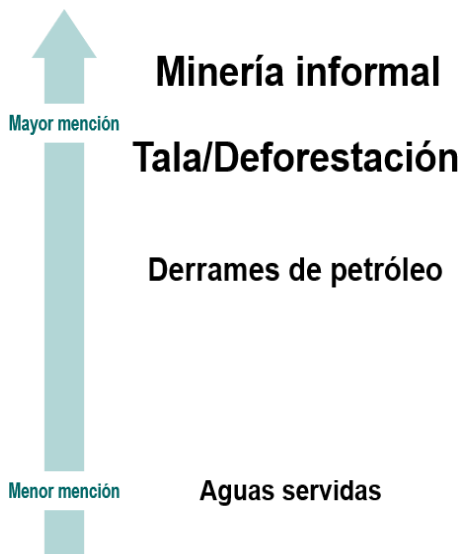 Minería informal
Mayor mención
Tala/Deforestación
Derrames de petróleo
Menor mención
Aguas servidas